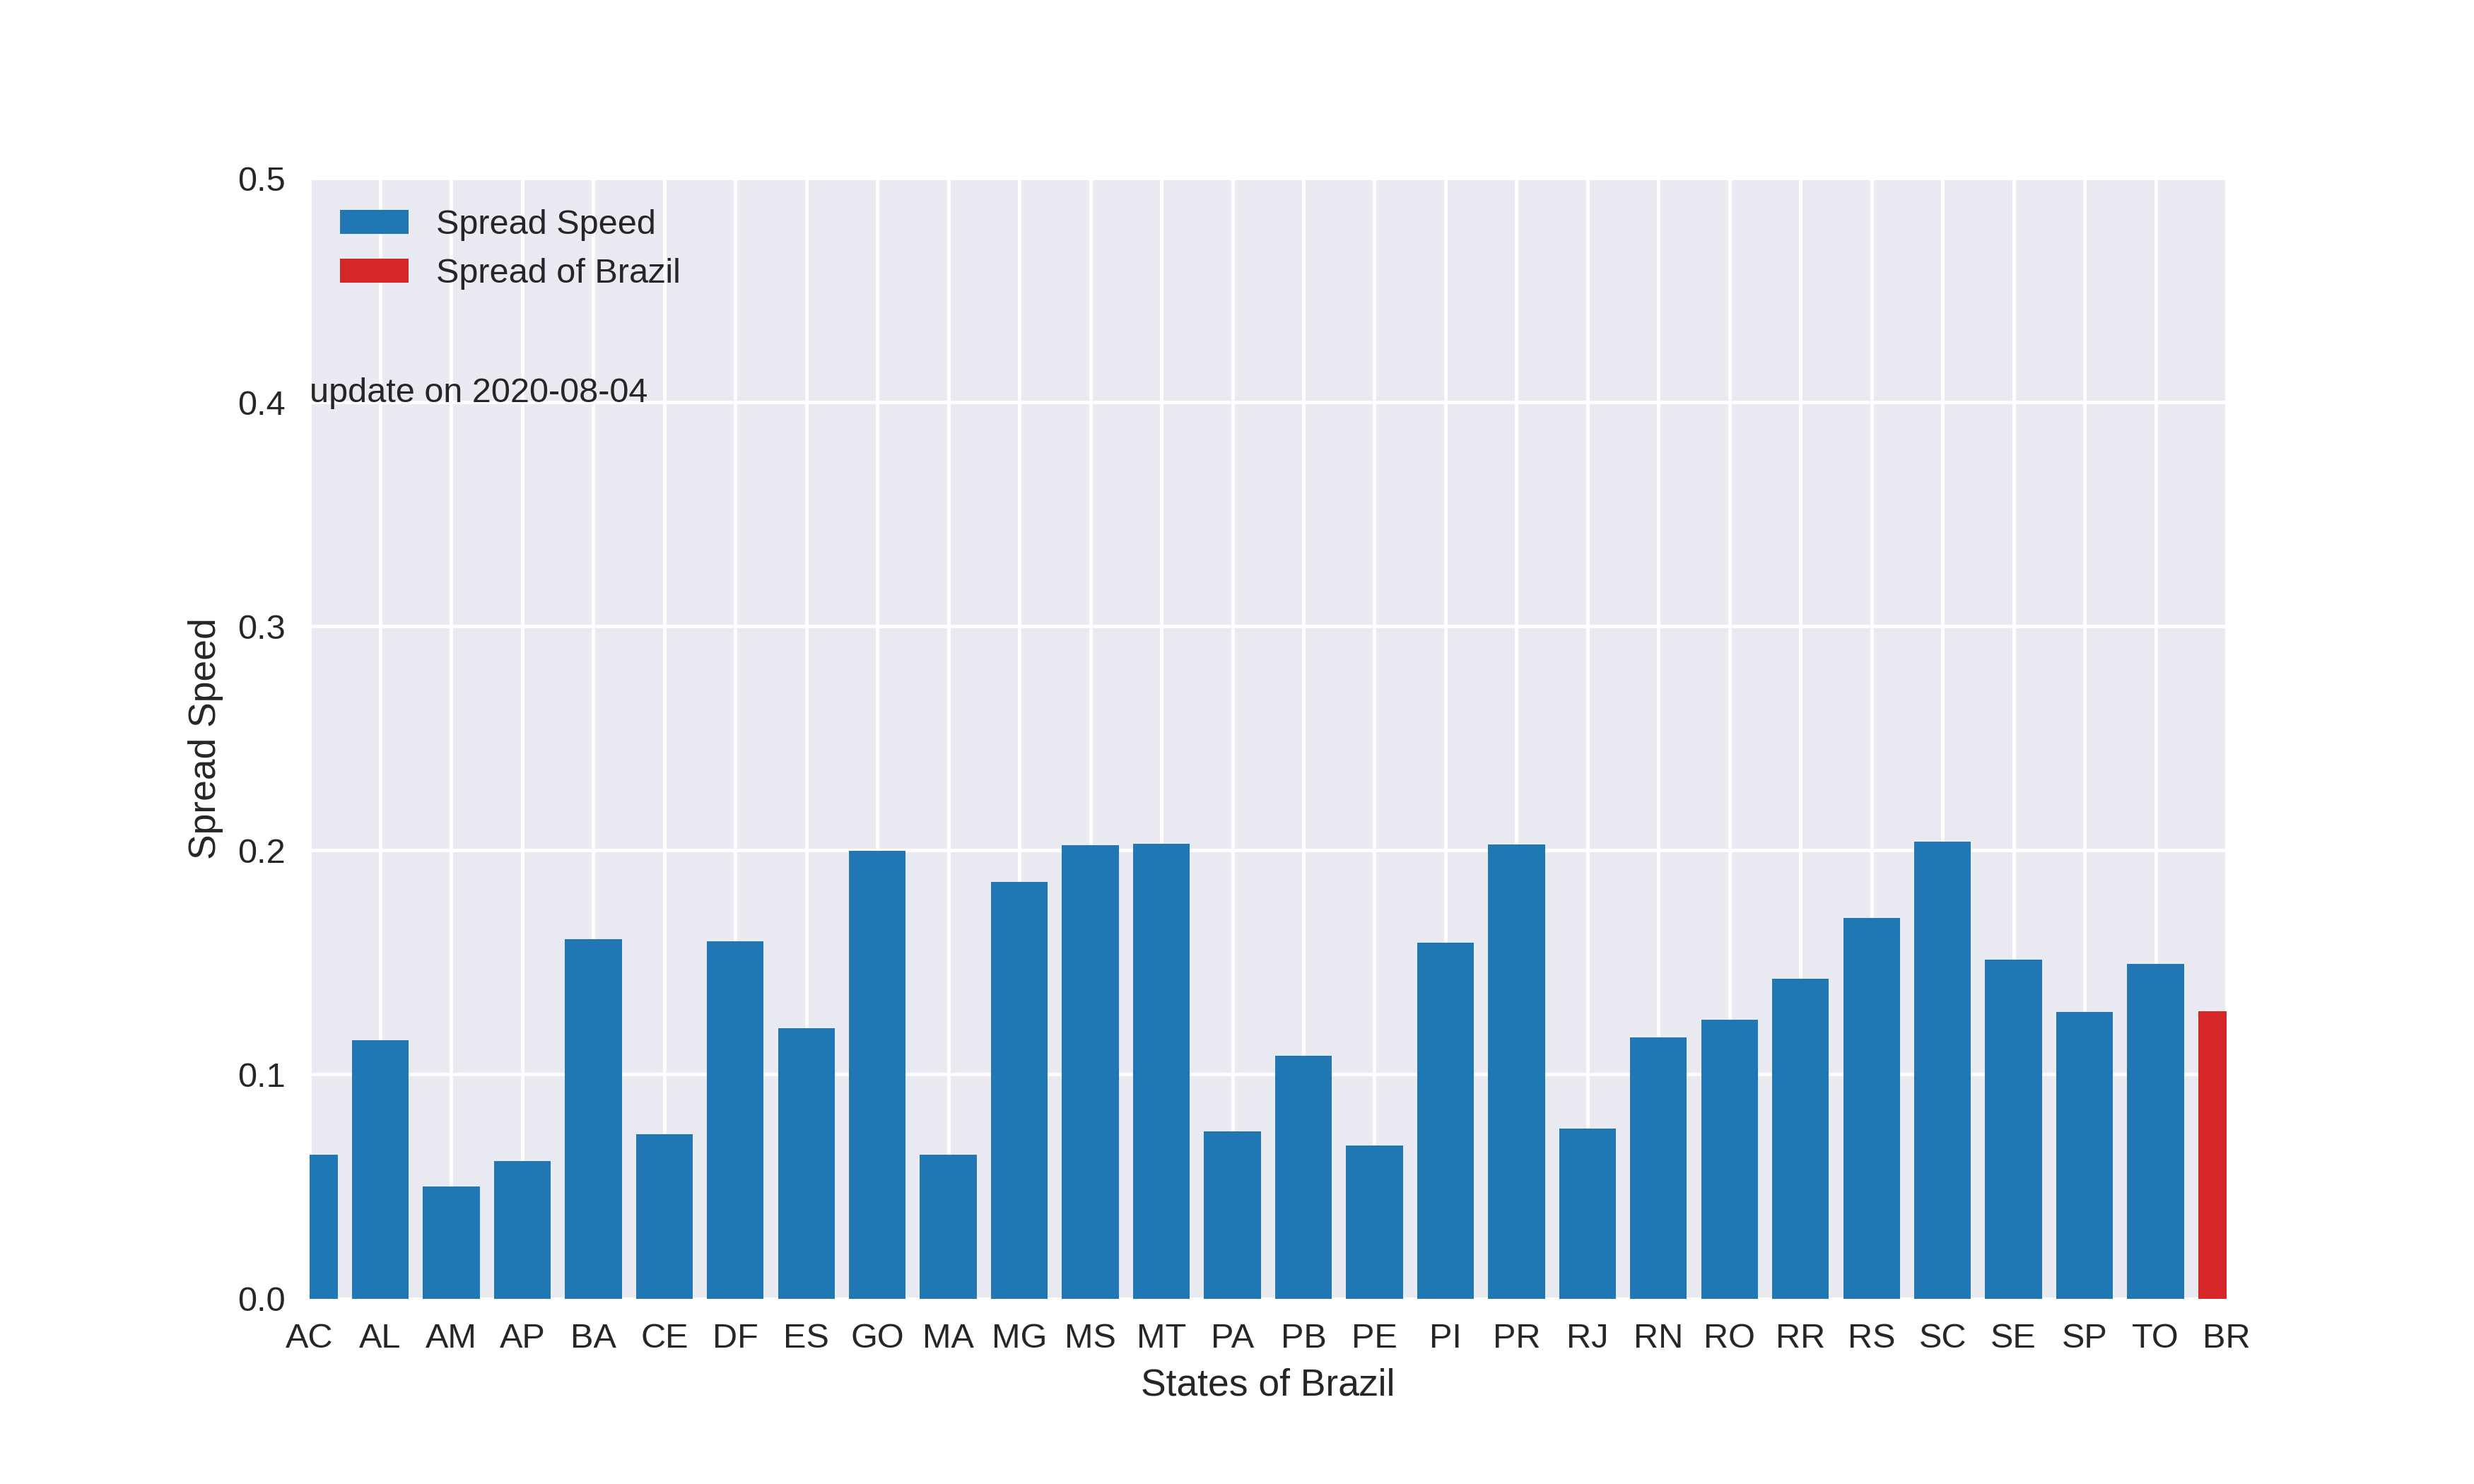 0.5
Spread Speed
Spread of Brazil
update on 2020-08-04
0.4
0.3
Spread Speed
0.2
0.1
0.0
AC AL AM AP BA CE DF ES GO MA MG MS MT PA PB PE PI PR RJ RN RO RR RS SC SE SP TO BR
States of Brazil